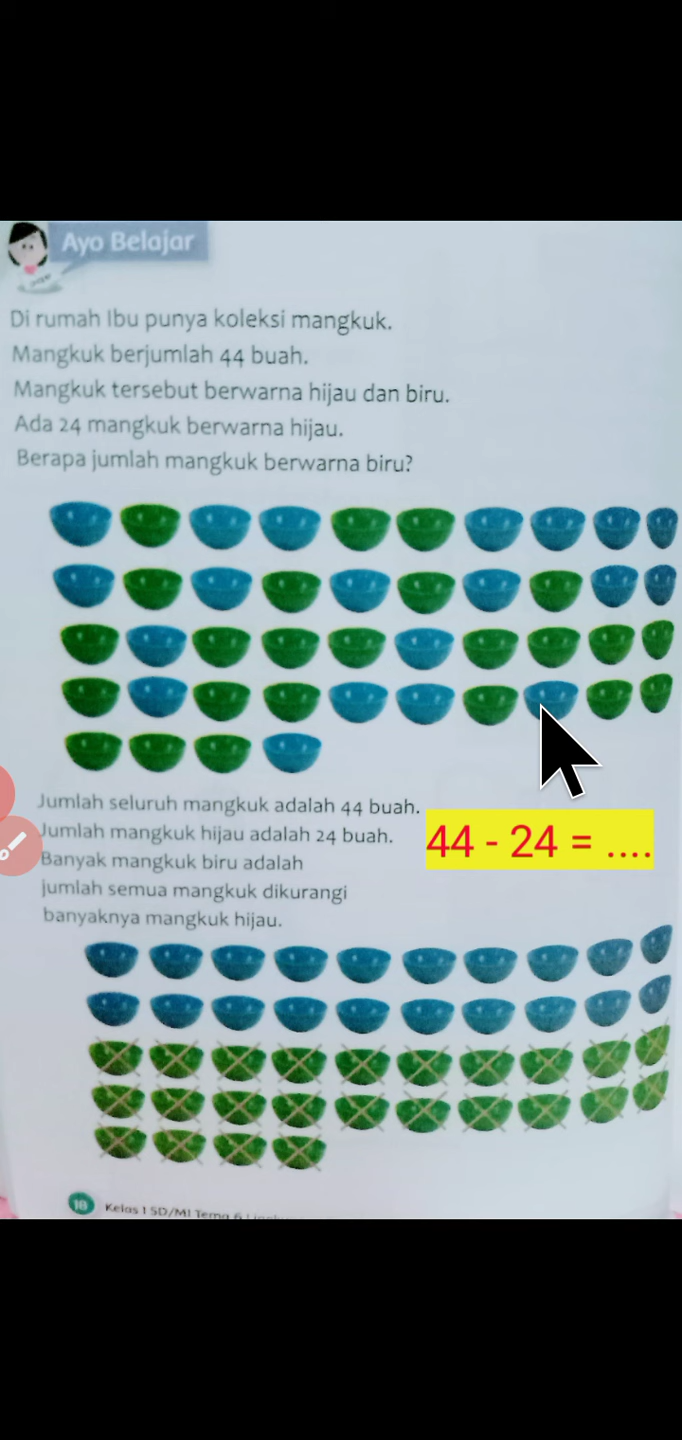 Ayo Belajar
Di rumah Ibu punya koleksi mangkuk.
Mangkuk berjumlah 44 buah.
Mangkuk tersebut berwarna hijau dan biru.
Ada 24 mangkuk berwarna hijau.
Berapa jumlah mangkuk berwarna biru?
Jumlah seluruh mangkuk adalah 44 buah.
Jumlah mangkuk hijau adalah 24 buah.
Banyak mangkuk biru adalah
jumlah semua mangkuk dikurangi
banyaknya mangkuk hijau.
44 - 24 = ....
18 Kelas 1 SD/MI Tema 6